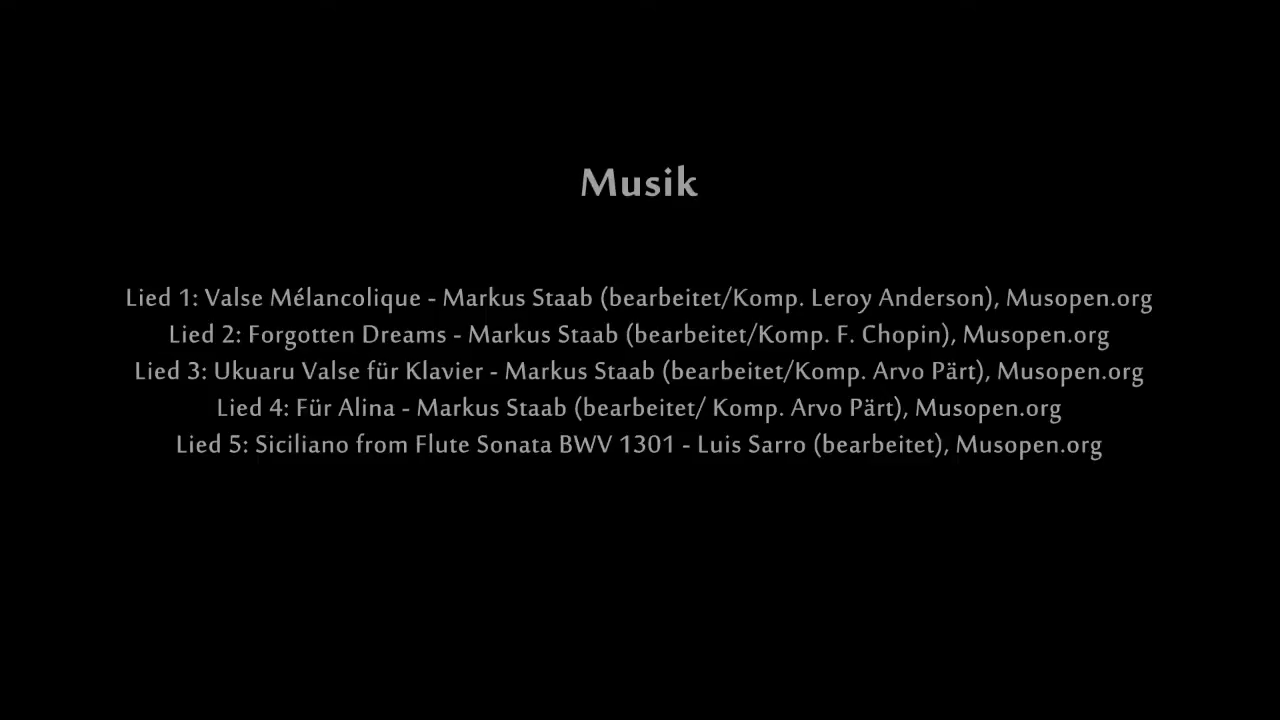 Musik
Lied 1: Valse Mélancolique - Markus Staab (bearbeitet/Komp. Leroy Anderson), Musopen.org
Lied 2: Forgotten Dreams - Markus Staab (bearbeitet/Komp. F. Chopin), Musopen.org
Lied 3: Ukuaru Valse für Klavier - Markus Staab (bearbeitet/Komp. Arvo Pärt), Musopen.org
Lied 4: Für Alina - Markus Staab (bearbeitet/ Komp. Arvo Pärt), Musopen.org
Lied 5: Siciliano from Flute Sonata BWV 1301 - Luis Sarro (bearbeitet), Musopen.org